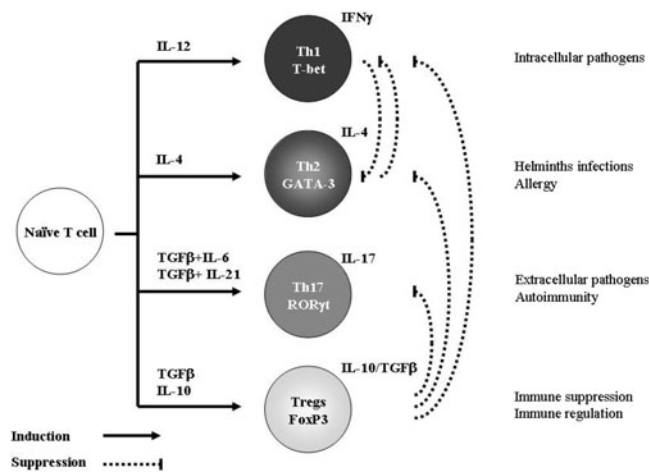 IFNγ
IL-12
Th1
T-bet
Intracellular pathogens
IL-4
IL-4
Th2
GATA-3
Helminths infections
Allergy
Naïve T cell
TGFβ+IL-6
TGFβ+ IL-21
IL-17
Th17
RORγt
Extracellular pathogens
Autoimmunity
TGFβ
IL-10
IL-10/TGFβ
Tregs
FoxP3
Immune suppression
Immune regulation
Induction
Suppression